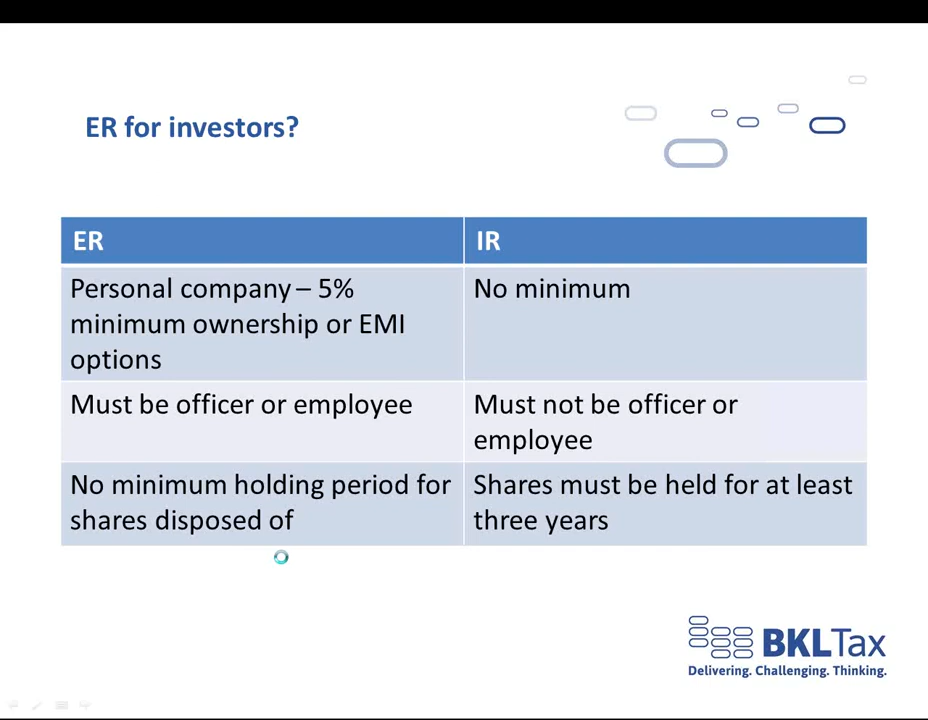 ER for investors?
ER
IR
Personal company – 5%
minimum ownership or EMI
options
No minimum
Must be officer or employee
Must not be officer or
employee
No minimum holding period for
shares disposed of
Shares must be held for at least
three years
BKLTax
Delivering. Challenging. Thinking.